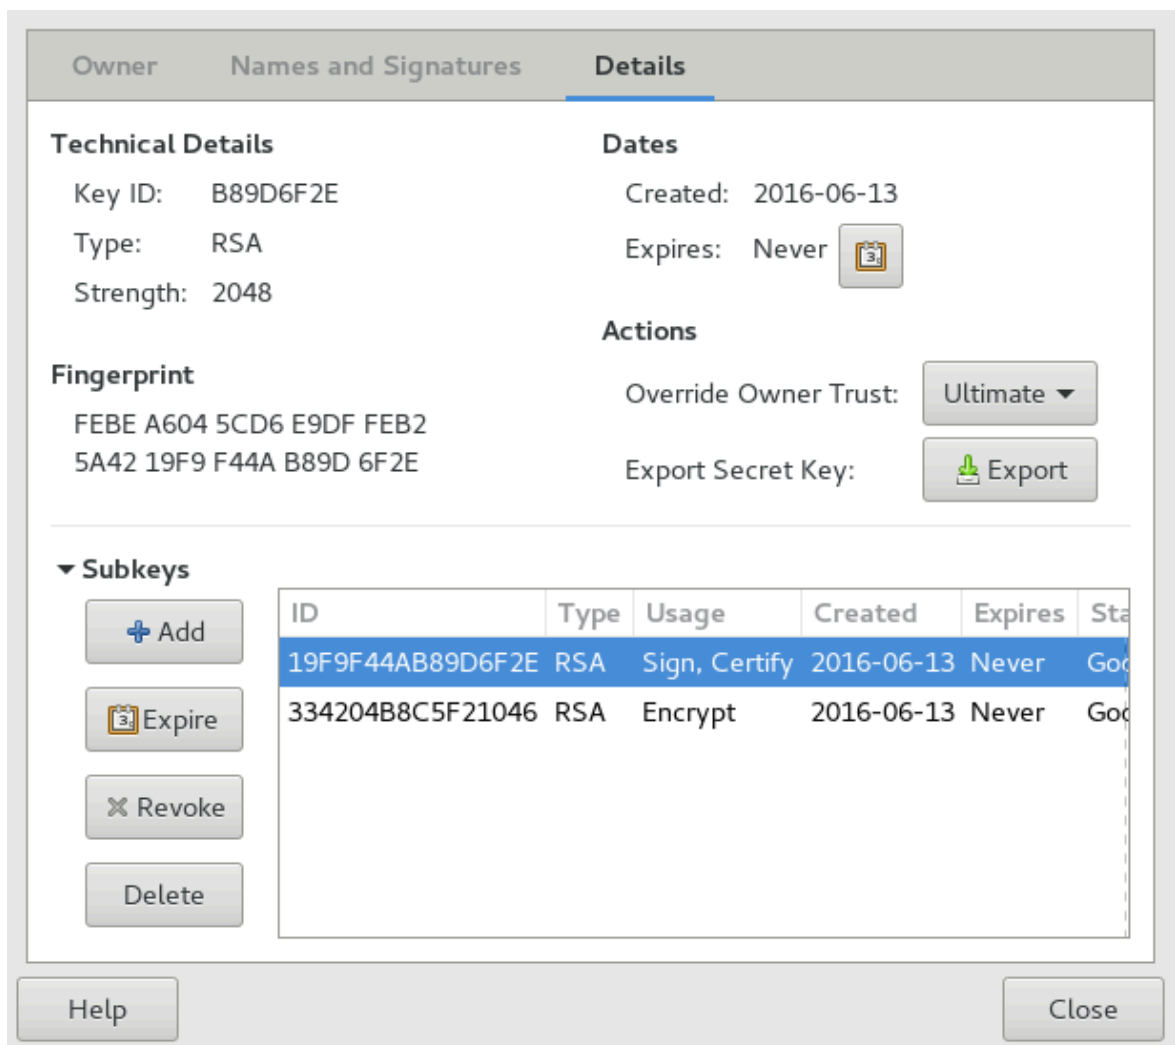 Owner Names and Signatures Details
Technical Details
Key ID: B89D6F2E
Type: RSA
Strength: 2048
Fingerprint
FEBE A604 5CD6 E9DF FEB2
5A42 19F9 F44A B89D 6F2E
Dates
Created: 2016-06-13
Expires: Never
Actions
Override Owner Trust: Ultimate
Export Secret Key: Export
Subkeys
Add
Expire
Revoke
Delete
ID Type Usage Created Expires Sta
19F9F44AB89D6F2E RSA Sign, Certify 2016-06-13 Never Goo
334204B8C5F21046 RSA Encrypt 2016-06-13 Never Goo
Help Close